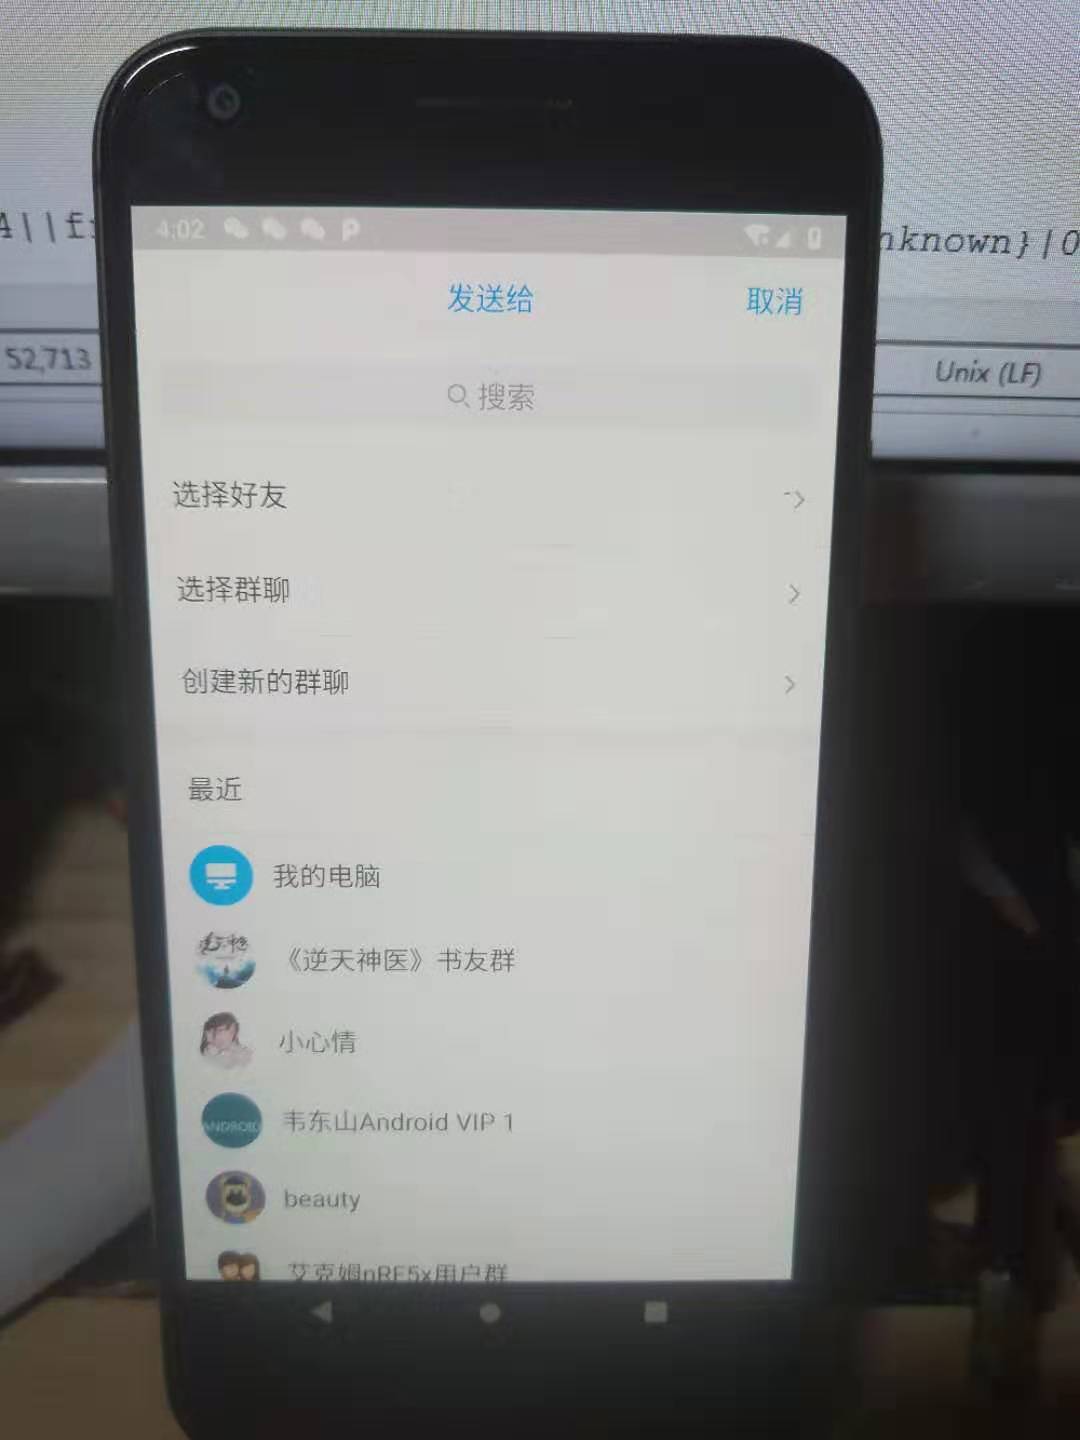 4||f
nknown}|0
52,713
Unix (LF)
4:02
发送给
取消
搜索
选择好友
选择群聊
创建新的群聊
最近
我的电脑
《逆天神医》书友群
小心情
ANDROID
韦东山Android VIP 1
beauty
艾克姆nRF5x用户群